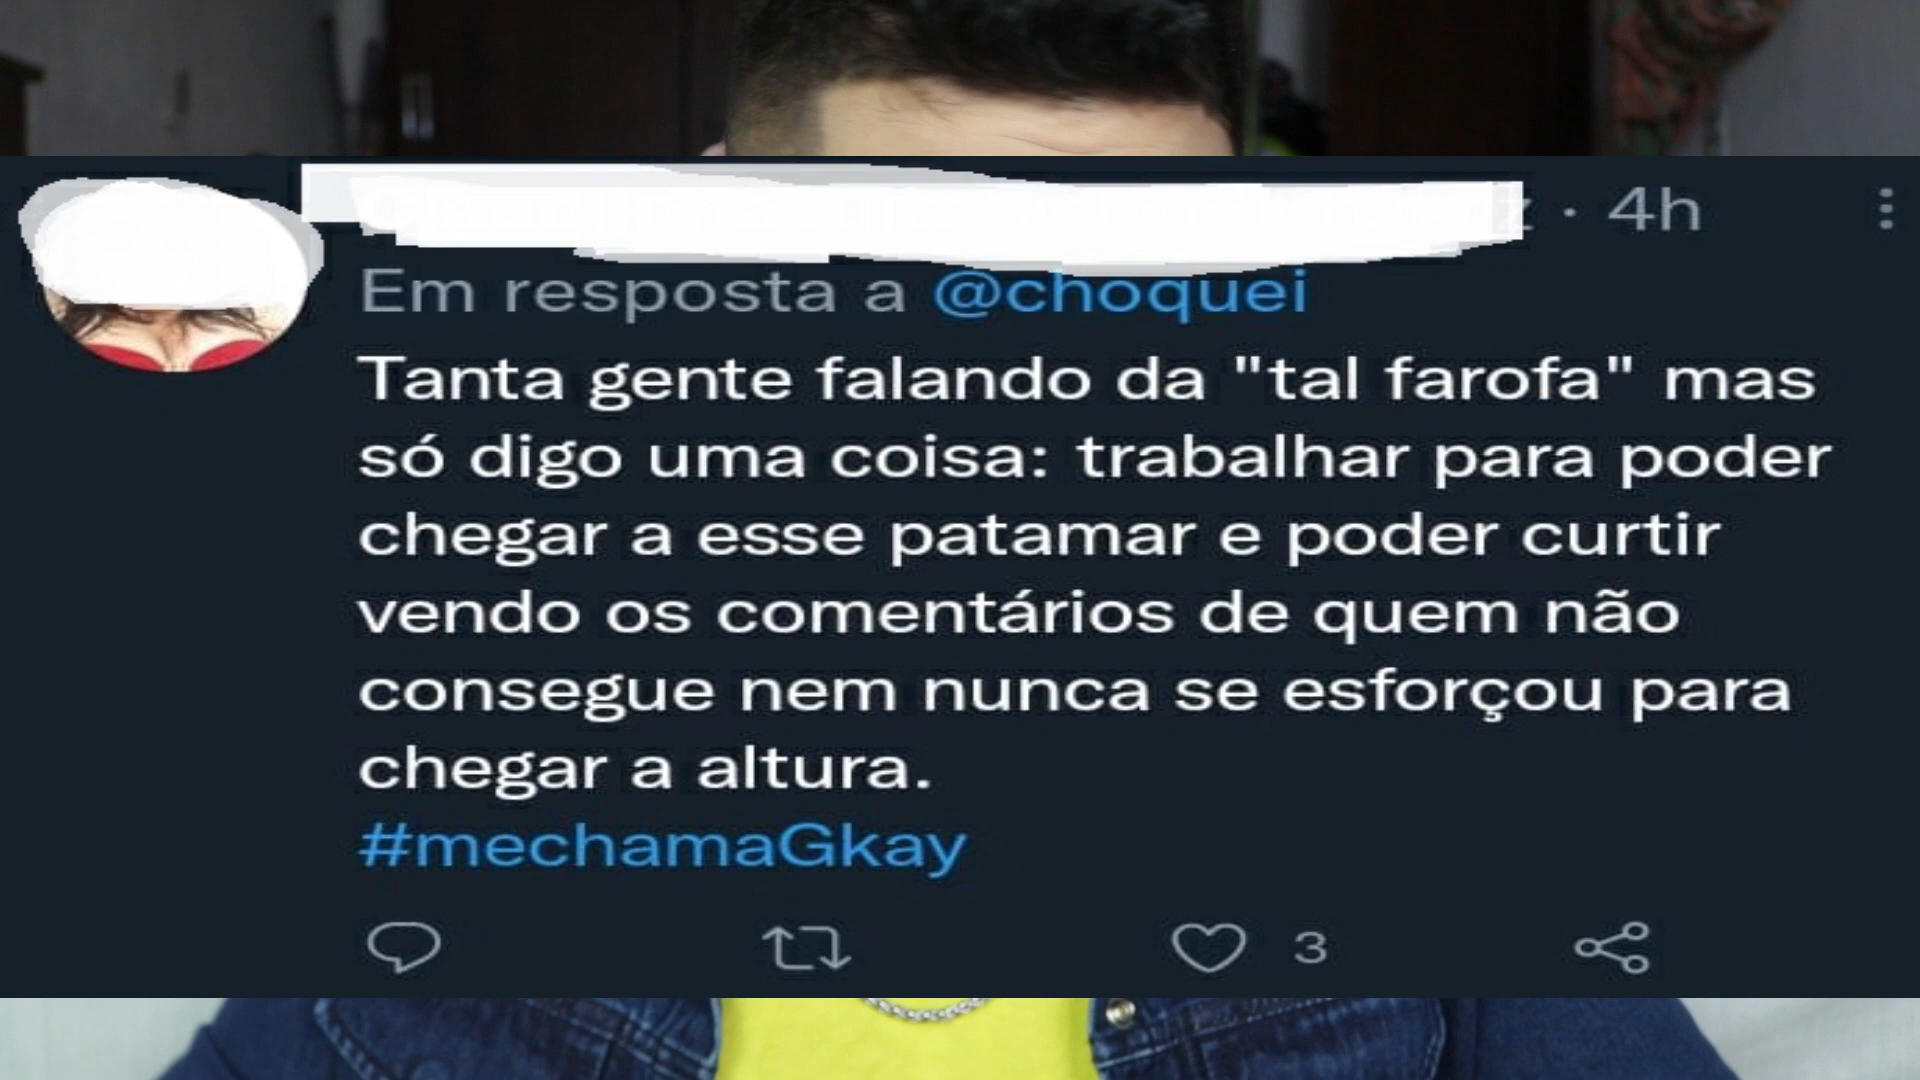 · 4h
Em resposta a @choquei
Tanta gente falando da "tal farofa" mas
só digo uma coisa: trabalhar para poder
chegar a esse patamar e poder curtir
vendo os comentários de quem não
consegue nem nunca se esforçou para
chegar a altura.
#mechamaGkay
3